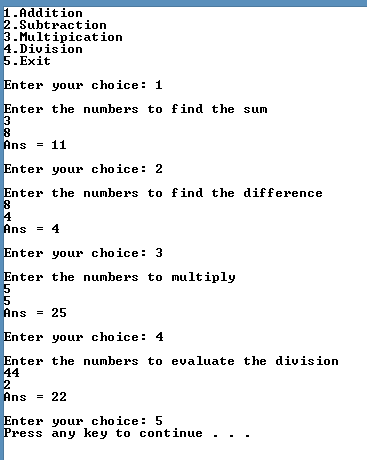 1.Addition
2.Subtraction
3.Multipication
4.Division
5.Exit
Enter your choice: 1
Enter the numbers to find the sum
3
8
Ans = 11
Enter your choice: 2
Enter the numbers to find the difference
8
4
Ans = 4
Enter your choice: 3
Enter the numbers to multiply
5
5
Ans = 25
Enter your choice: 4
Enter the numbers to evaluate the division
44
2
Ans = 22
Enter your choice: 5
Press any key to continue . . .